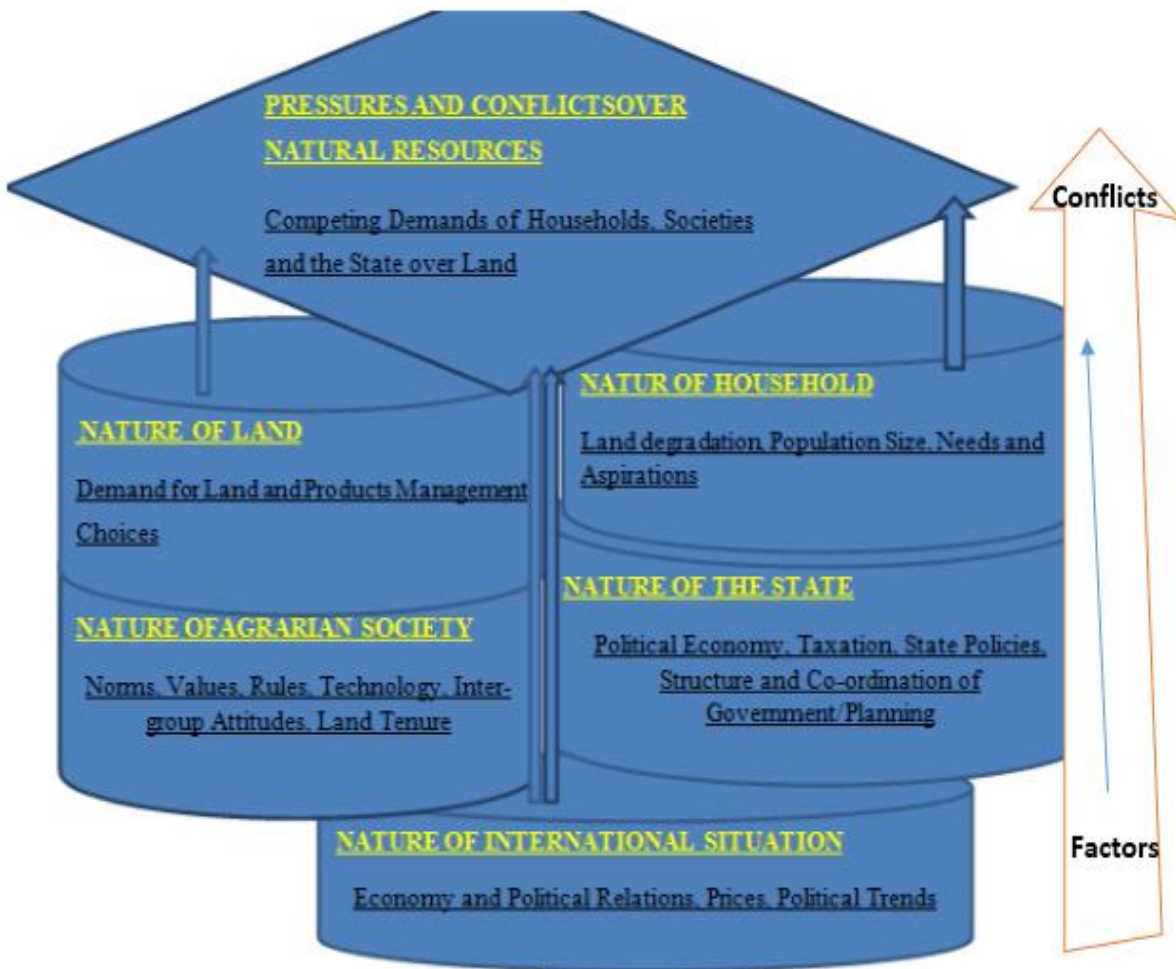 PRESSURES AND CONFLICTSOVER
NATURAL RESOURCES
Competing Demands of Households, Societies
and the State over Land
Conflicts
NATURE OF LAND
Demand for Land and Products Management
Choices
NATUR OF HOUSEHOLD
Land degradation, Population Size, Needs and
Aspirations
NATURE OFAGRARIAN SOCIETY
Norms, Values, Rules, Technology, Inter-
group Attitudes, Land Tenure
NATURE OF THE STATE
Political Economy, Taxation, State Policies,
Structure and Co-ordination of
Government/Planning
NATURE OF INTERNATIONAL SITUATION
Economy and Political Relations, Prices, Political Trends
Factors